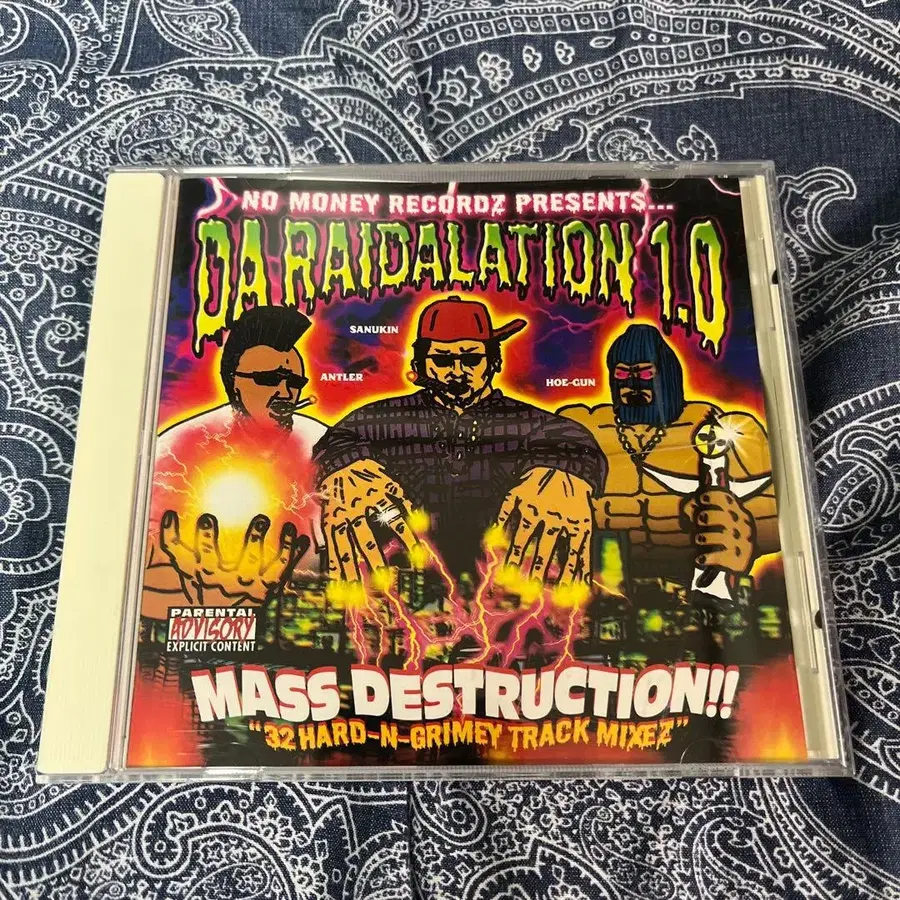 NO MONEY RECORDZ PRESENTS...
DA RAIDALATION 1.0
SANUKIN
ANTLER
HOE-GUN
PARENTAL
ADVISORY
EXPLICIT CONTENT
MASS DESTRUCTION!!
"32 HARD-N-GRIMEY TRACK MIXEZ"